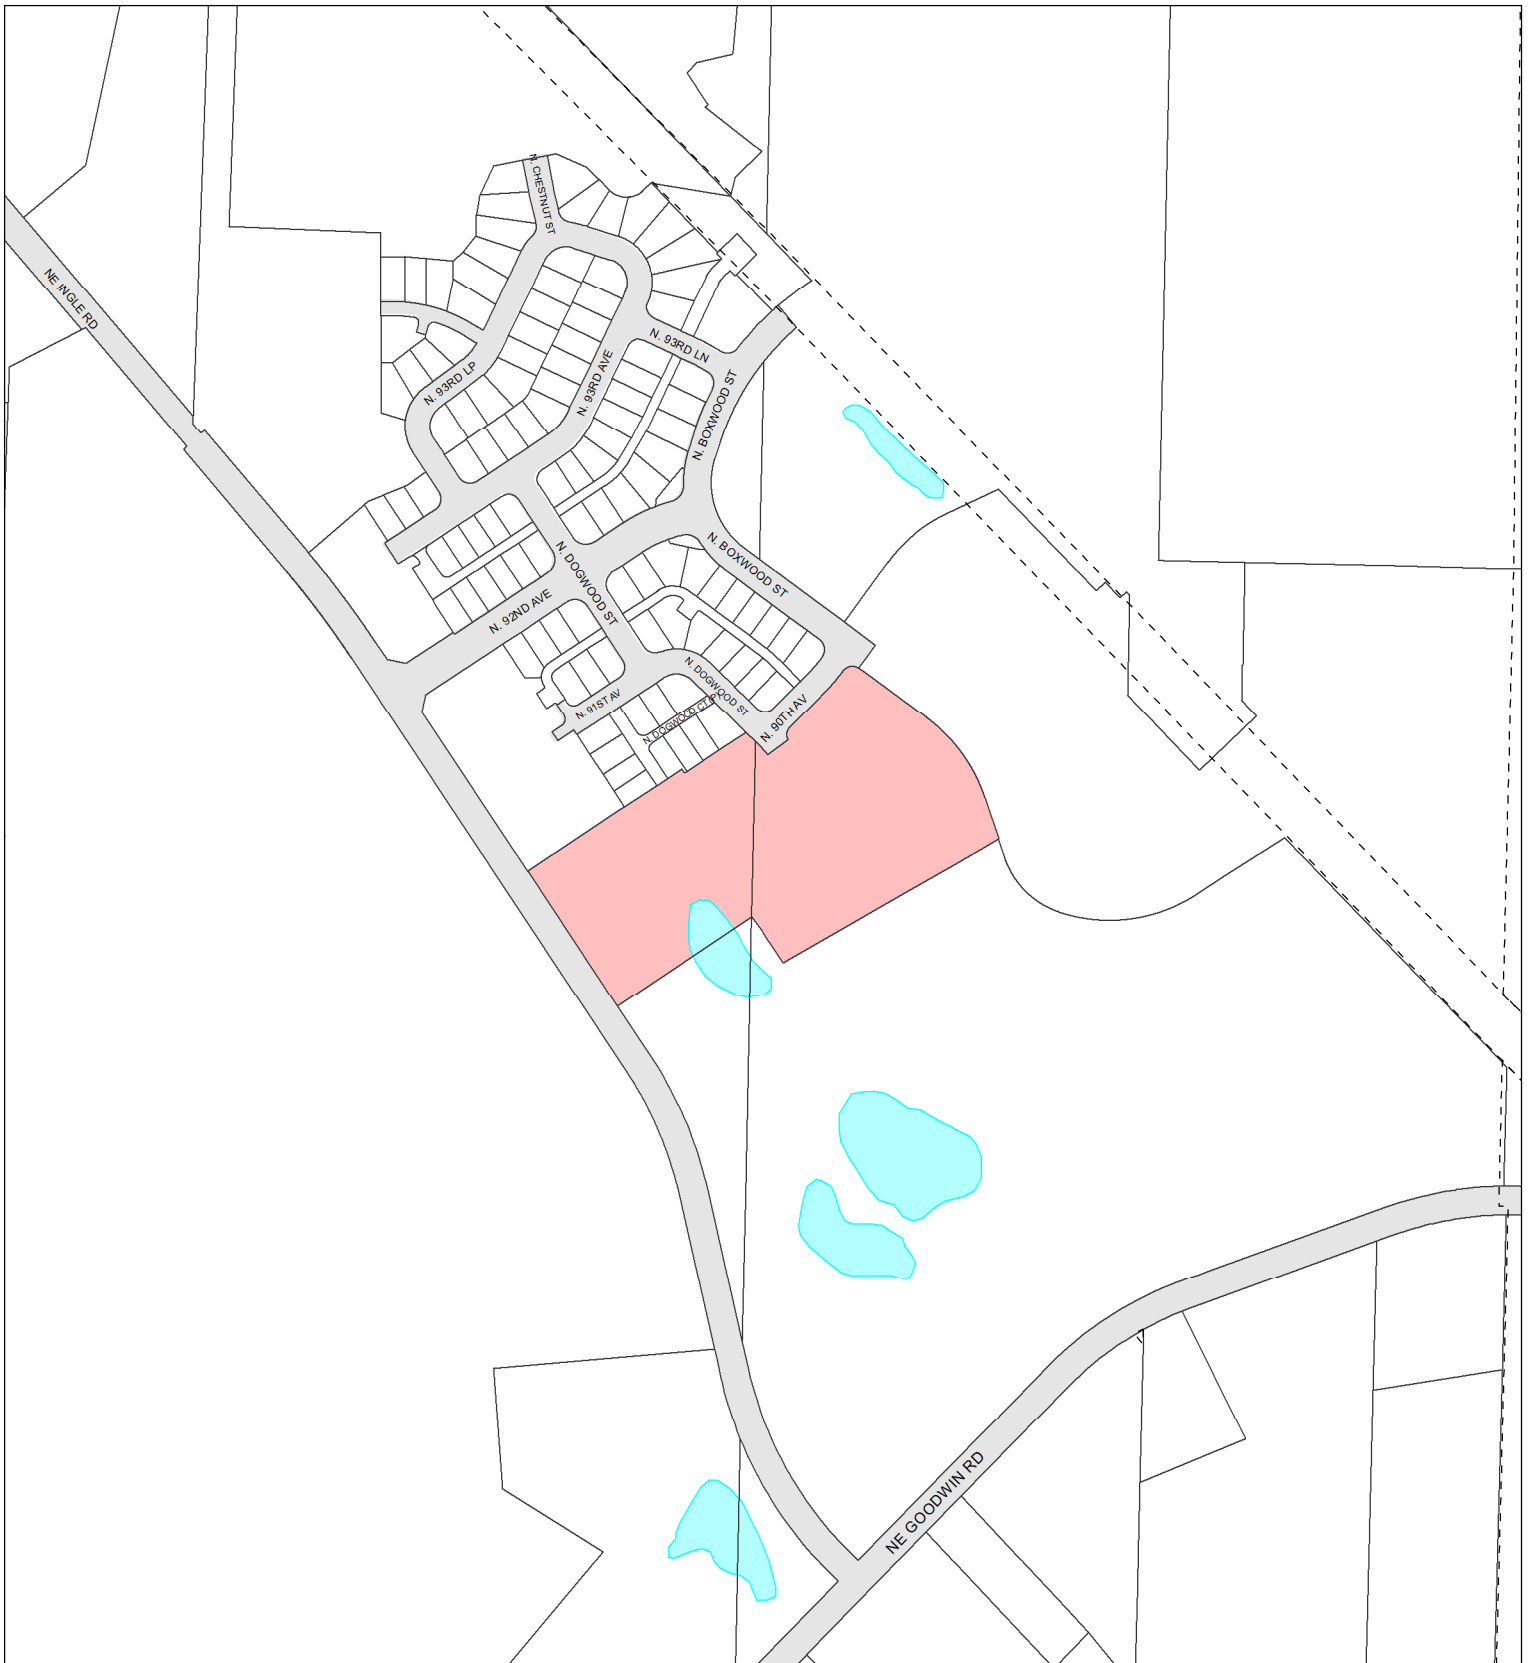 N. CHESTNUT ST
NE INGLE RD
N. 93RD LN
N. 93RD LP
N. 93RD AVE
N. BOXWOOD ST
N. BOXWOOD ST
N. DOGWOOD ST
N. 92ND AVE
N. DOGWOOD ST
N. 91ST AV
N. DOGWOOD CT(P)
N. 90TH AV
NE GOODWIN RD